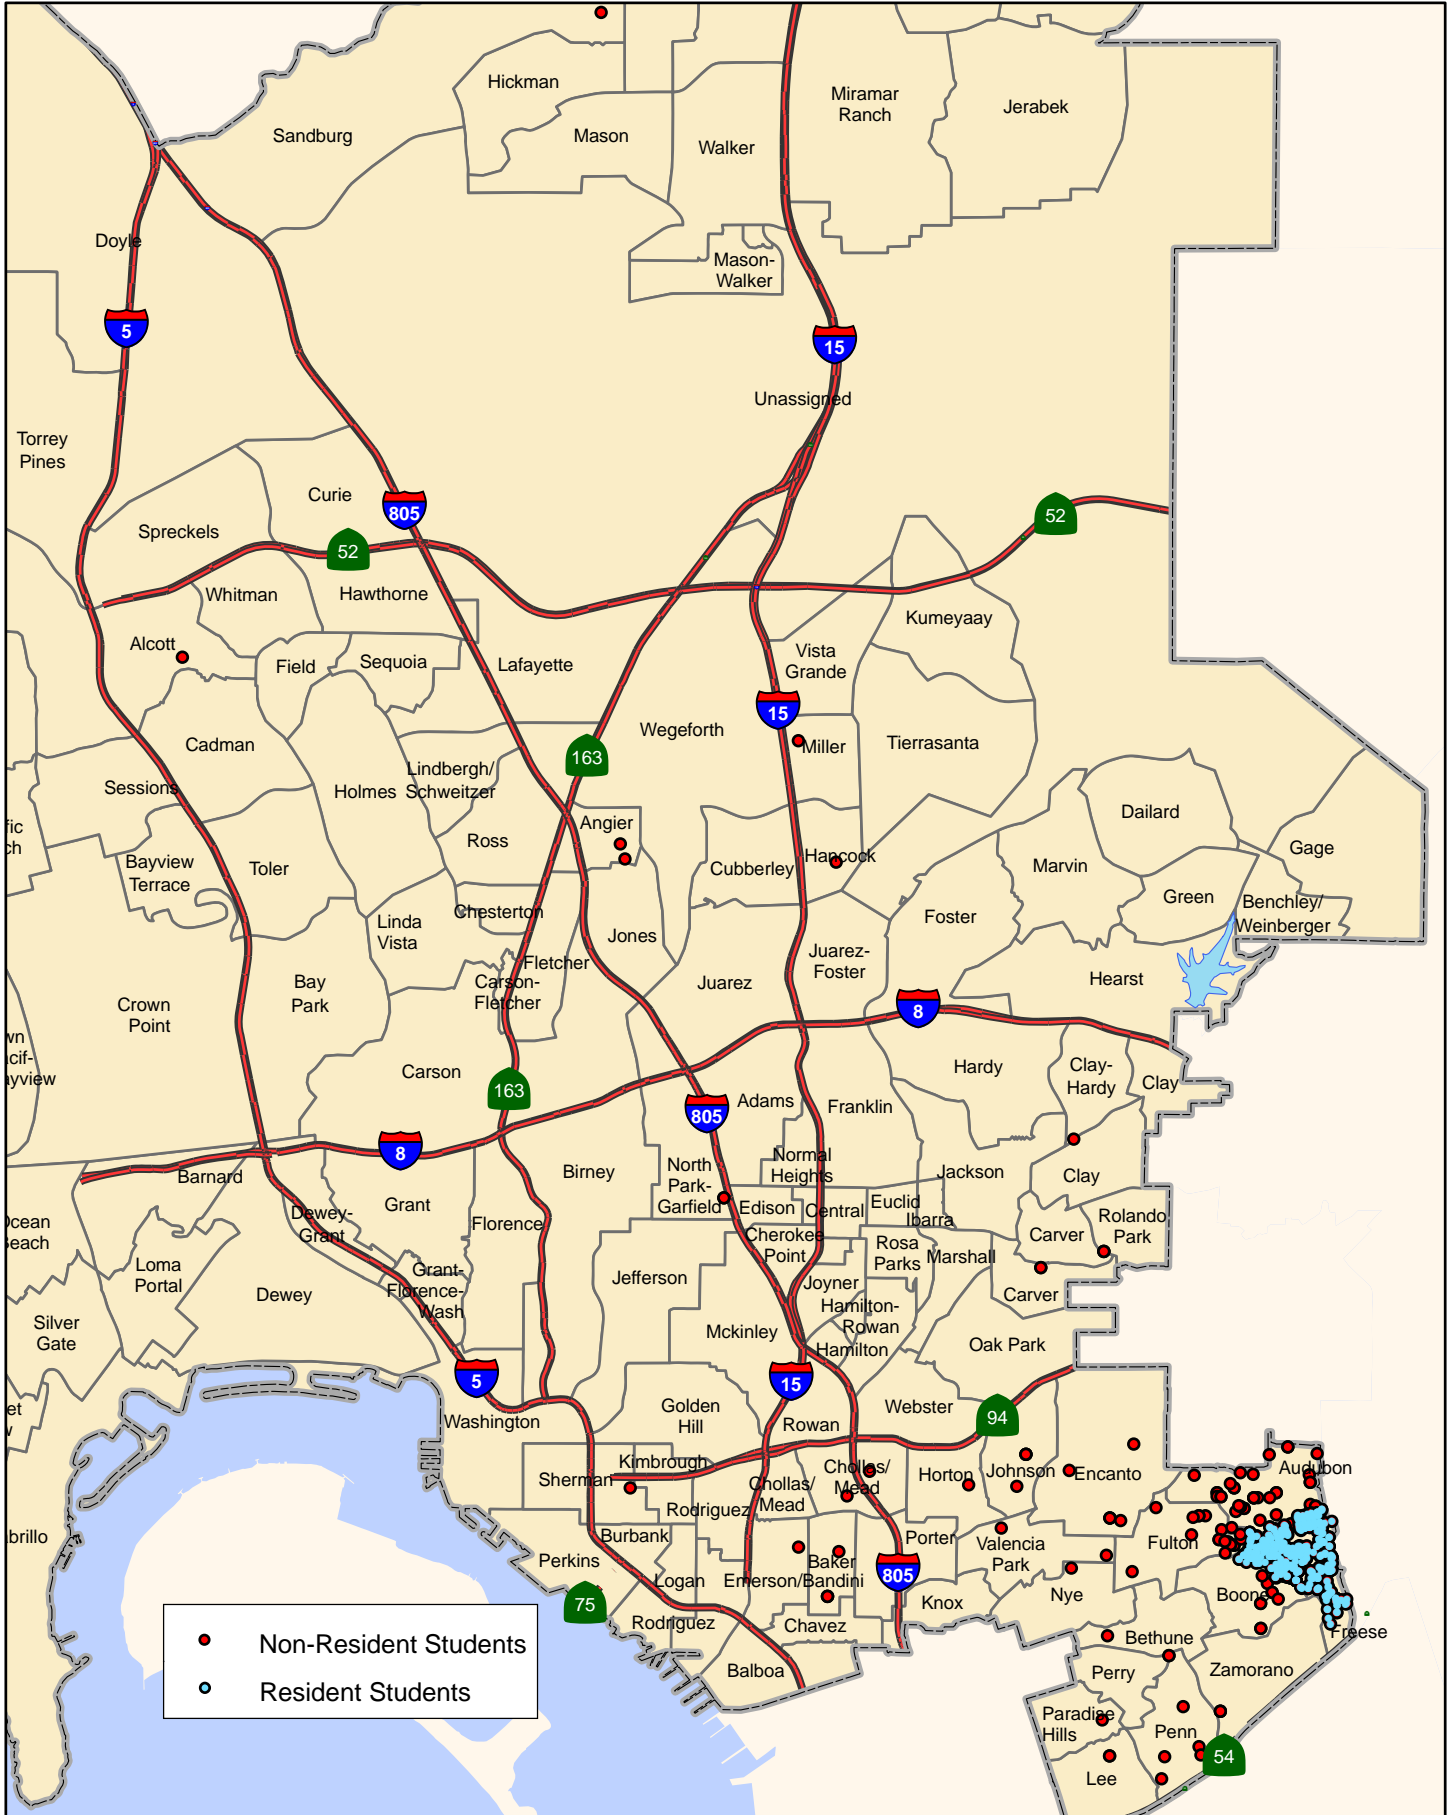 Hickman
Miramar
Ranch
Jerabek
Sandburg
Mason
Walker
Doyle
Mason-
Walker
5
15
Unassigned
Torrey
Pines
Curie
805
52
Spreckels
52
Whitman
Hawthorne
Kumeyaay
Alcott
Field
Sequoia
Lafayette
Vista
Grande
15
Wegeforth
Miller
Tierrasanta
Cadman
163
Lindbergh/
Schweitzer
Sessions
Holmes
Dailard
fic
ch
Angier
Ross
Gage
Bayview
Terrace
Toler
Cubberley
Hancock
Marvin
Green
Benchley/
Weinberger
Chesterton
Linda
Vista
Foster
Jones
Juarez-
Foster
Fletcher
Carson-
Fletcher
Juarez
Hearst
Bay
Park
Crown
Point
8
wn
acif-
ayview
Carson
Hardy
Clay-
Hardy
Clay
163
805
Adams
Franklin
8
Barnard
Birney
North
Park-
Garfield
Normal
Heights
Jackson
Clay
Grant
Edison
Central
Euclid
Ibarra
Ocean
Beach
Dewey-
Grant
Florence
Cherokee
Point
Rosa
Parks
Marshall
Carver
Rolando
Park
Loma
Portal
Grant-
Florence-
Wash
Jefferson
Joyner
Carver
Dewey
Hamilton-
Rowan
Silver
Gate
Mckinley
Hamilton
Oak Park
5
15
et
w
Washington
Golden
Hill
Rowan
Webster
94
Kimbrough
Sherman
Chollas/
Mead
Chollas/
Mead
Horton
Johnson
Encanto
Audubon
Rodriguez
brillo
Burbank
Porter
Valencia
Park
Fulton
Perkins
Baker
Logan
Emerson/Bandini
805
Nye
Boone
75
Knox
Rodriguez
Chavez
Freese
Bethune
Non-Resident Students
Resident Students
Balboa
Perry
Zamorano
Paradise
Hills
Penn
54
Lee